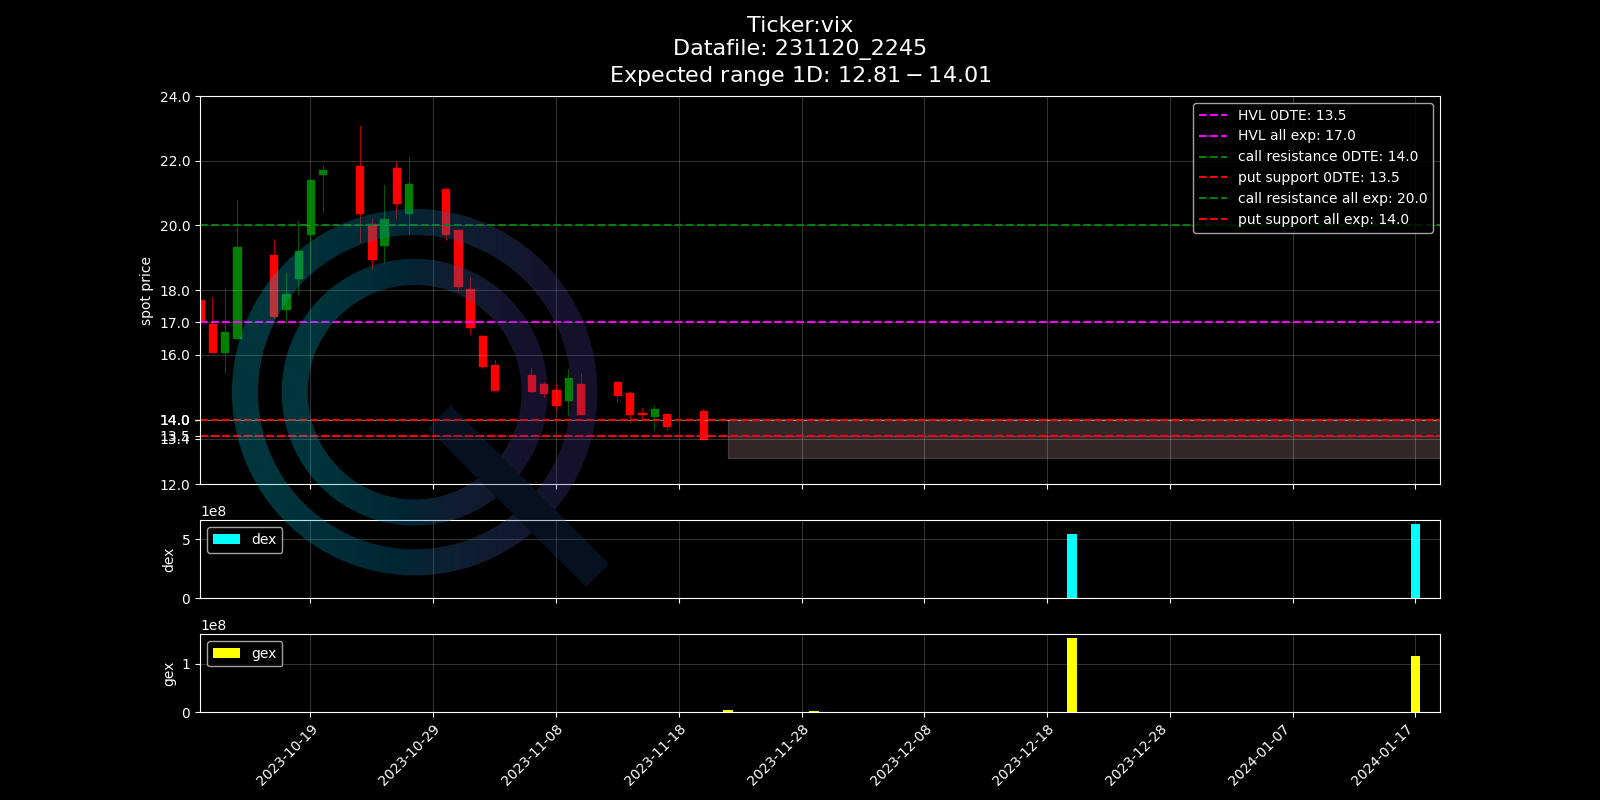 Ticker:vix
Datafile: 231120_2245
Expected range 1D: 12.81 − 14.01
24.0
22.0
20.0
18.0
17.0
16.0
14.0
13.5
13.4
12.0
spot price
HVL 0DTE: 13.5
HVL all exp: 17.0
call resistance 0DTE: 14.0
put support 0DTE: 13.5
call resistance all exp: 20.0
put support all exp: 14.0
1e8
5
0
dex
dex
1e8
1
0
gex
gex
2023-10-19
2023-10-29
2023-11-08
2023-11-18
2023-11-28
2023-12-08
2023-12-18
2023-12-28
2024-01-07
2024-01-17